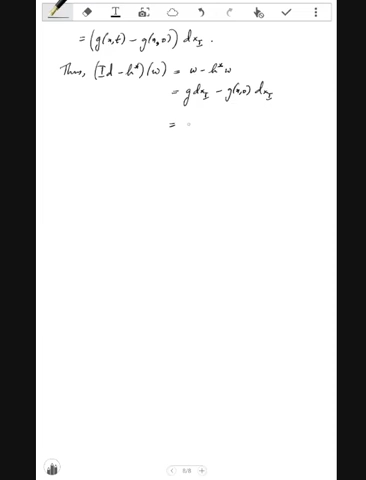 = (g(x,t) - g(x,0)) dx_I .
Thus, (Id - h*)(ω) = ω - h*ω
= g dx_I - g(x,0) dx_I
=
8/8